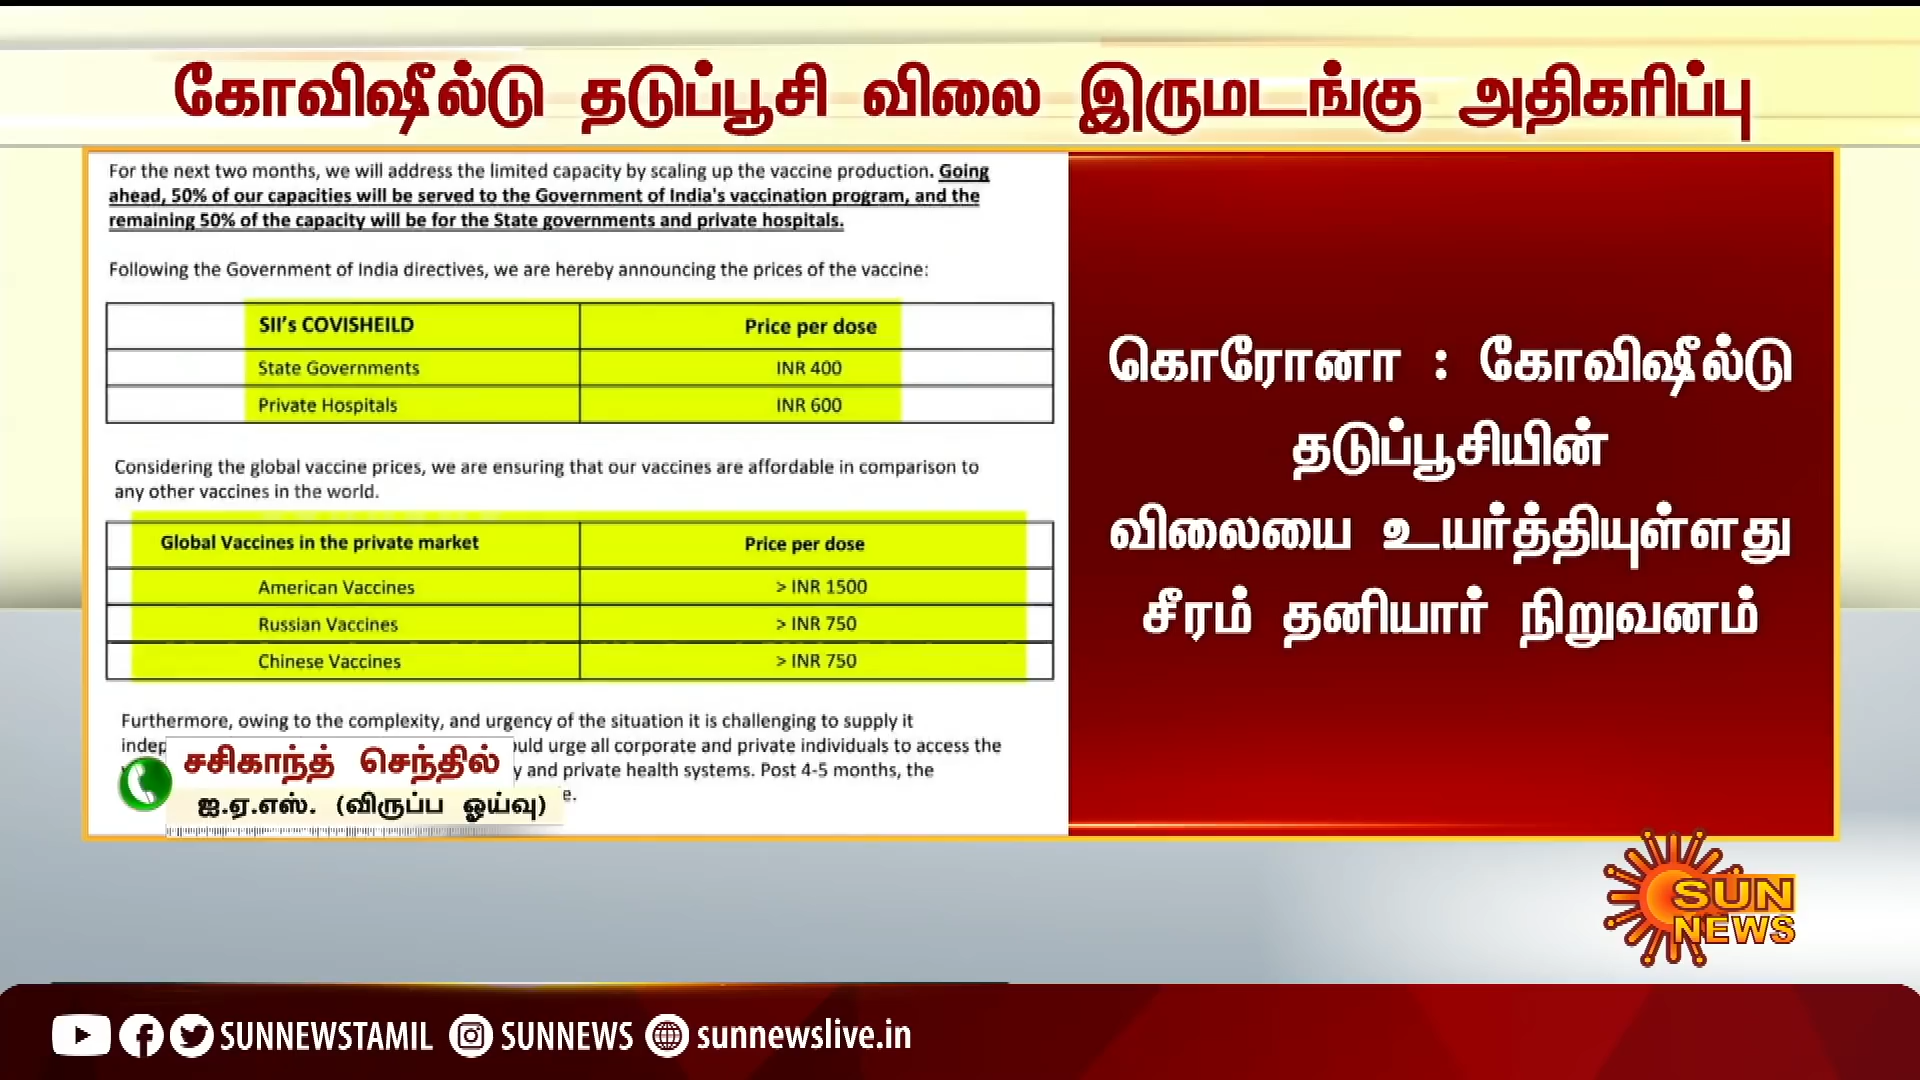 கோவிஷீல்டு தடுப்பூசி விலை இருமடங்கு அதிகரிப்பு
For the next two months, we will address the limited capacity by scaling up the vaccine production. Going
ahead, 50% of our capacities will be served to the Government of India's vaccination program, and the
remaining 50% of the capacity will be for the State governments and private hospitals.
Following the Government of India directives, we are hereby announcing the prices of the vaccine:
SII's COVISHEILD Price per dose
State Governments INR 400
Private Hospitals INR 600
Considering the global vaccine prices, we are ensuring that our vaccines are affordable in comparison to
any other vaccines in the world.
Global Vaccines in the private market Price per dose
American Vaccines > INR 1500
Russian Vaccines > INR 750
Chinese Vaccines > INR 750
Furthermore, owing to the complexity, and urgency of the situation it is challenging to supply it
urge all corporate and private individuals to access the
and private health systems. Post 4-5 months, the
சசிகாந்த் செந்தில்
ஐ.ஏ.எஸ். (விருப்ப ஓய்வு)
கொரோனா : கோவிஷீல்டு
தடுப்பூசியின்
விலையை உயர்த்தியுள்ளது
சீரம் தனியார் நிறுவனம்
SUN
NEWS
SUNNEWSTAMIL SUNNEWS sunnewslive.in